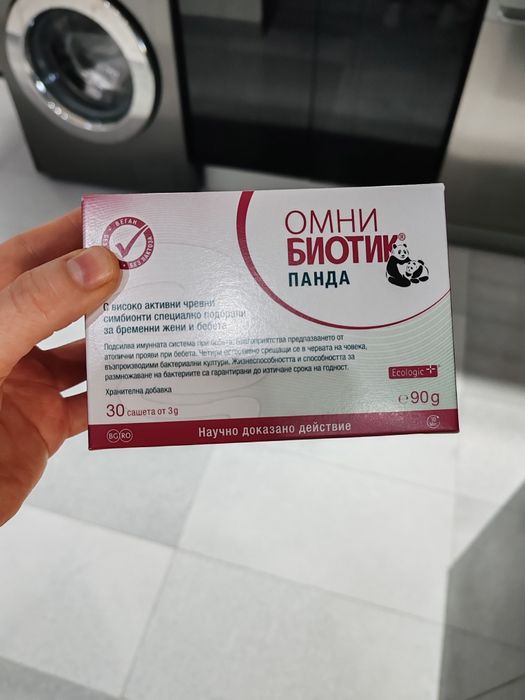 ОМНИ
БИОТИК®
ПАНДА
ВЕГАН
С високо активни чревни
симбионти специално подбрани
за бременни жени и бебета
Подсилва имунната система при бебета. Благоприятства предпазването от
атопични прояви при бебета. Четири естествено срещащи се в червата на човека,
възпроизводими бактериални култури. Жизнеспособността и способността за
размножаване на бактериите са гарантирани до изтичане срока на годност.
Хранителна добавка
30 сашета от 3g
Ecologic +
℮ 90g
BG RO
Научно доказано действие